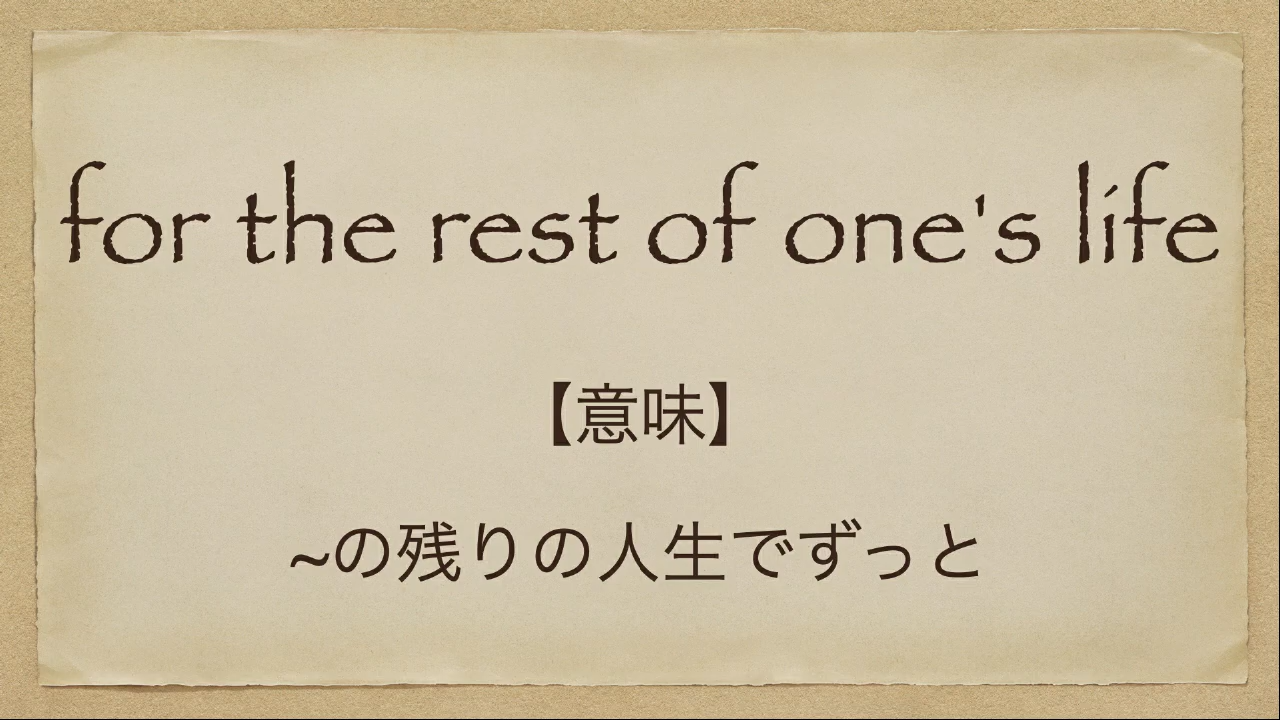 for the rest of one's life
【意味】
~の残りの人生でずっと